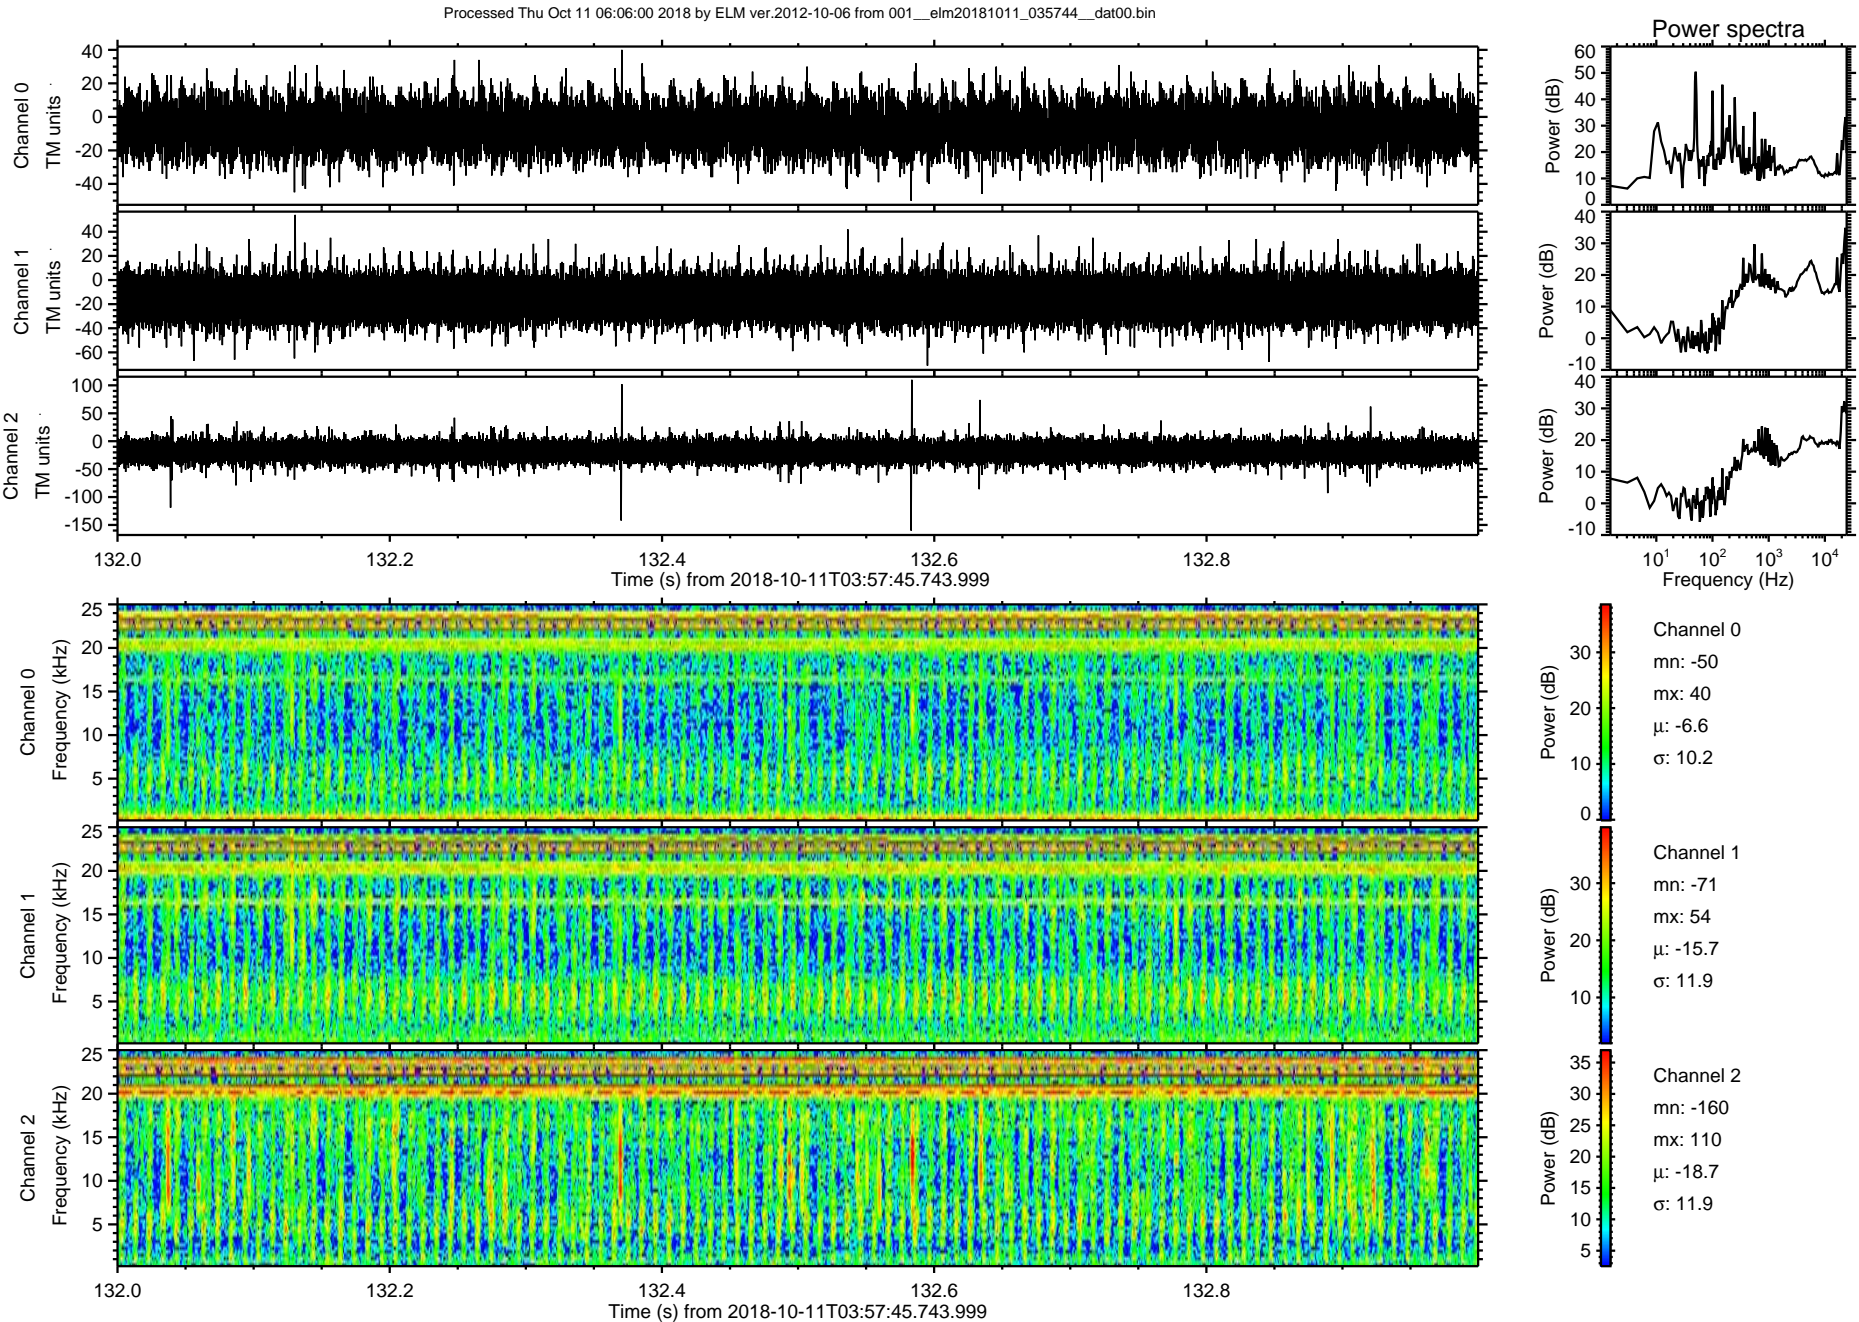 Processed Thu Oct 11 06:06:00 2018 by ELM ver.2012-10-06 from 001__elm20181011_035744__dat00.bin
Power spectra
Channel 0
TM units
40
20
0
-20
-40
Power (dB)
60
50
40
30
20
10
0
Channel 1
TM units
40
20
0
-20
-40
-60
Power (dB)
40
30
20
10
0
-10
Channel 2
TM units
100
50
0
-50
-100
-150
Power (dB)
40
30
20
10
0
-10
132.0 132.2 132.4 132.6 132.8
Time (s) from 2018-10-11T03:57:45.743.999
10¹ 10² 10³ 10⁴
Frequency (Hz)
Channel 0
Frequency (kHz)
25
20
15
10
5
Power (dB)
30
20
10
0
Channel 0
mn: -50
mx: 40
μ: -6.6
σ: 10.2
Channel 1
Frequency (kHz)
25
20
15
10
5
Power (dB)
30
20
10
Channel 1
mn: -71
mx: 54
μ: -15.7
σ: 11.9
Channel 2
Frequency (kHz)
25
20
15
10
5
Power (dB)
35
30
25
20
15
10
5
Channel 2
mn: -160
mx: 110
μ: -18.7
σ: 11.9
132.0 132.2 132.4 132.6 132.8
Time (s) from 2018-10-11T03:57:45.743.999